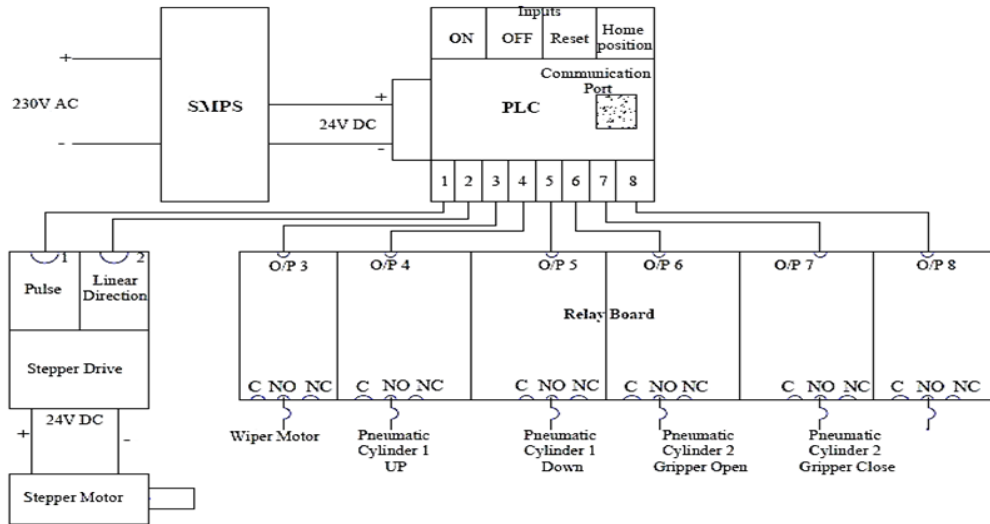 Inputs
ON OFF Reset Home position
Communication Port
PLC
+
230V AC
-
SMPS
+
24V DC
-
1 2 3 4 5 6 7 8
1 2
Pulse
Linear Direction
Stepper Drive
24V DC
+ -
Stepper Motor
O/P 3 O/P 4 O/P 5 O/P 6 O/P 7 O/P 8
Relay Board
C NO NC C NO NC C NO NC C NO NC C NO NC C NO NC
Wiper Motor
Pneumatic
Cylinder 1
UP
Pneumatic
Cylinder 1
Down
Pneumatic
Cylinder 2
Gripper Open
Pneumatic
Cylinder 2
Gripper Close